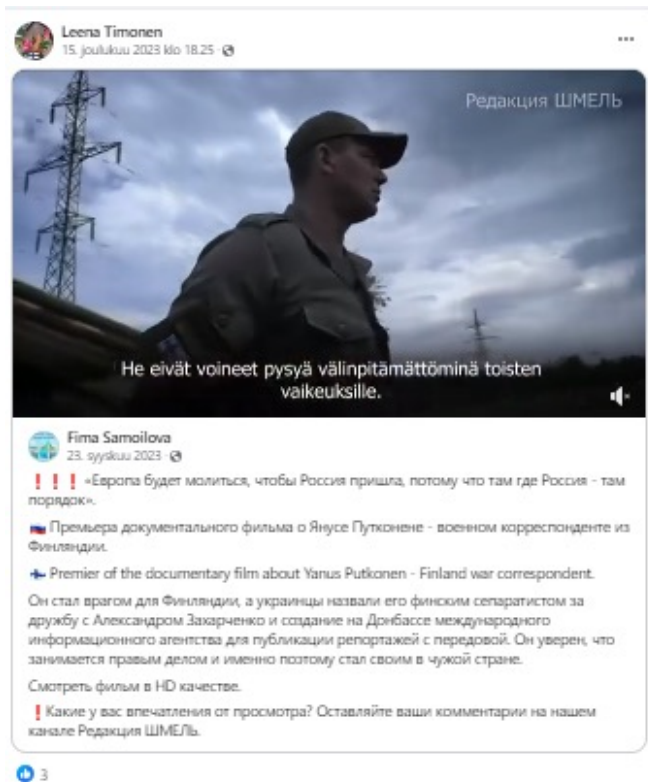 Leena Timonen
15. joulukuu 2023 klo 18.25
Редакция ШМЕЛЬ
He eivät voineet pysyä välinpitämättöminä toisten
vaikeuksille.
Fima Samoilova
23. syyskuu 2023
❗❗❗ «Европа будет молиться, чтобы Россия пришла, потому что там где Россия - там
порядок».
🇷🇺 Премьера документального фильма о Янусе Путконене - военном корреспонденте из
Финляндии.
🇫🇮 Premier of the documentary film about Yanus Putkonen - Finland war correspondent.
Он стал врагом для Финляндии, а украинцы назвали его финским сепаратистом за
дружбу с Александром Захарченко и создание на Донбассе международного
информационного агентства для публикации репортажей с передовой. Он уверен, что
занимается правым делом и именно поэтому стал своим в чужой стране.
Смотреть фильм в HD качестве.
❗Какие у вас впечатления от просмотра? Оставляйте ваши комментарии на нашем
канале Редакция ШМЕЛЬ.
3